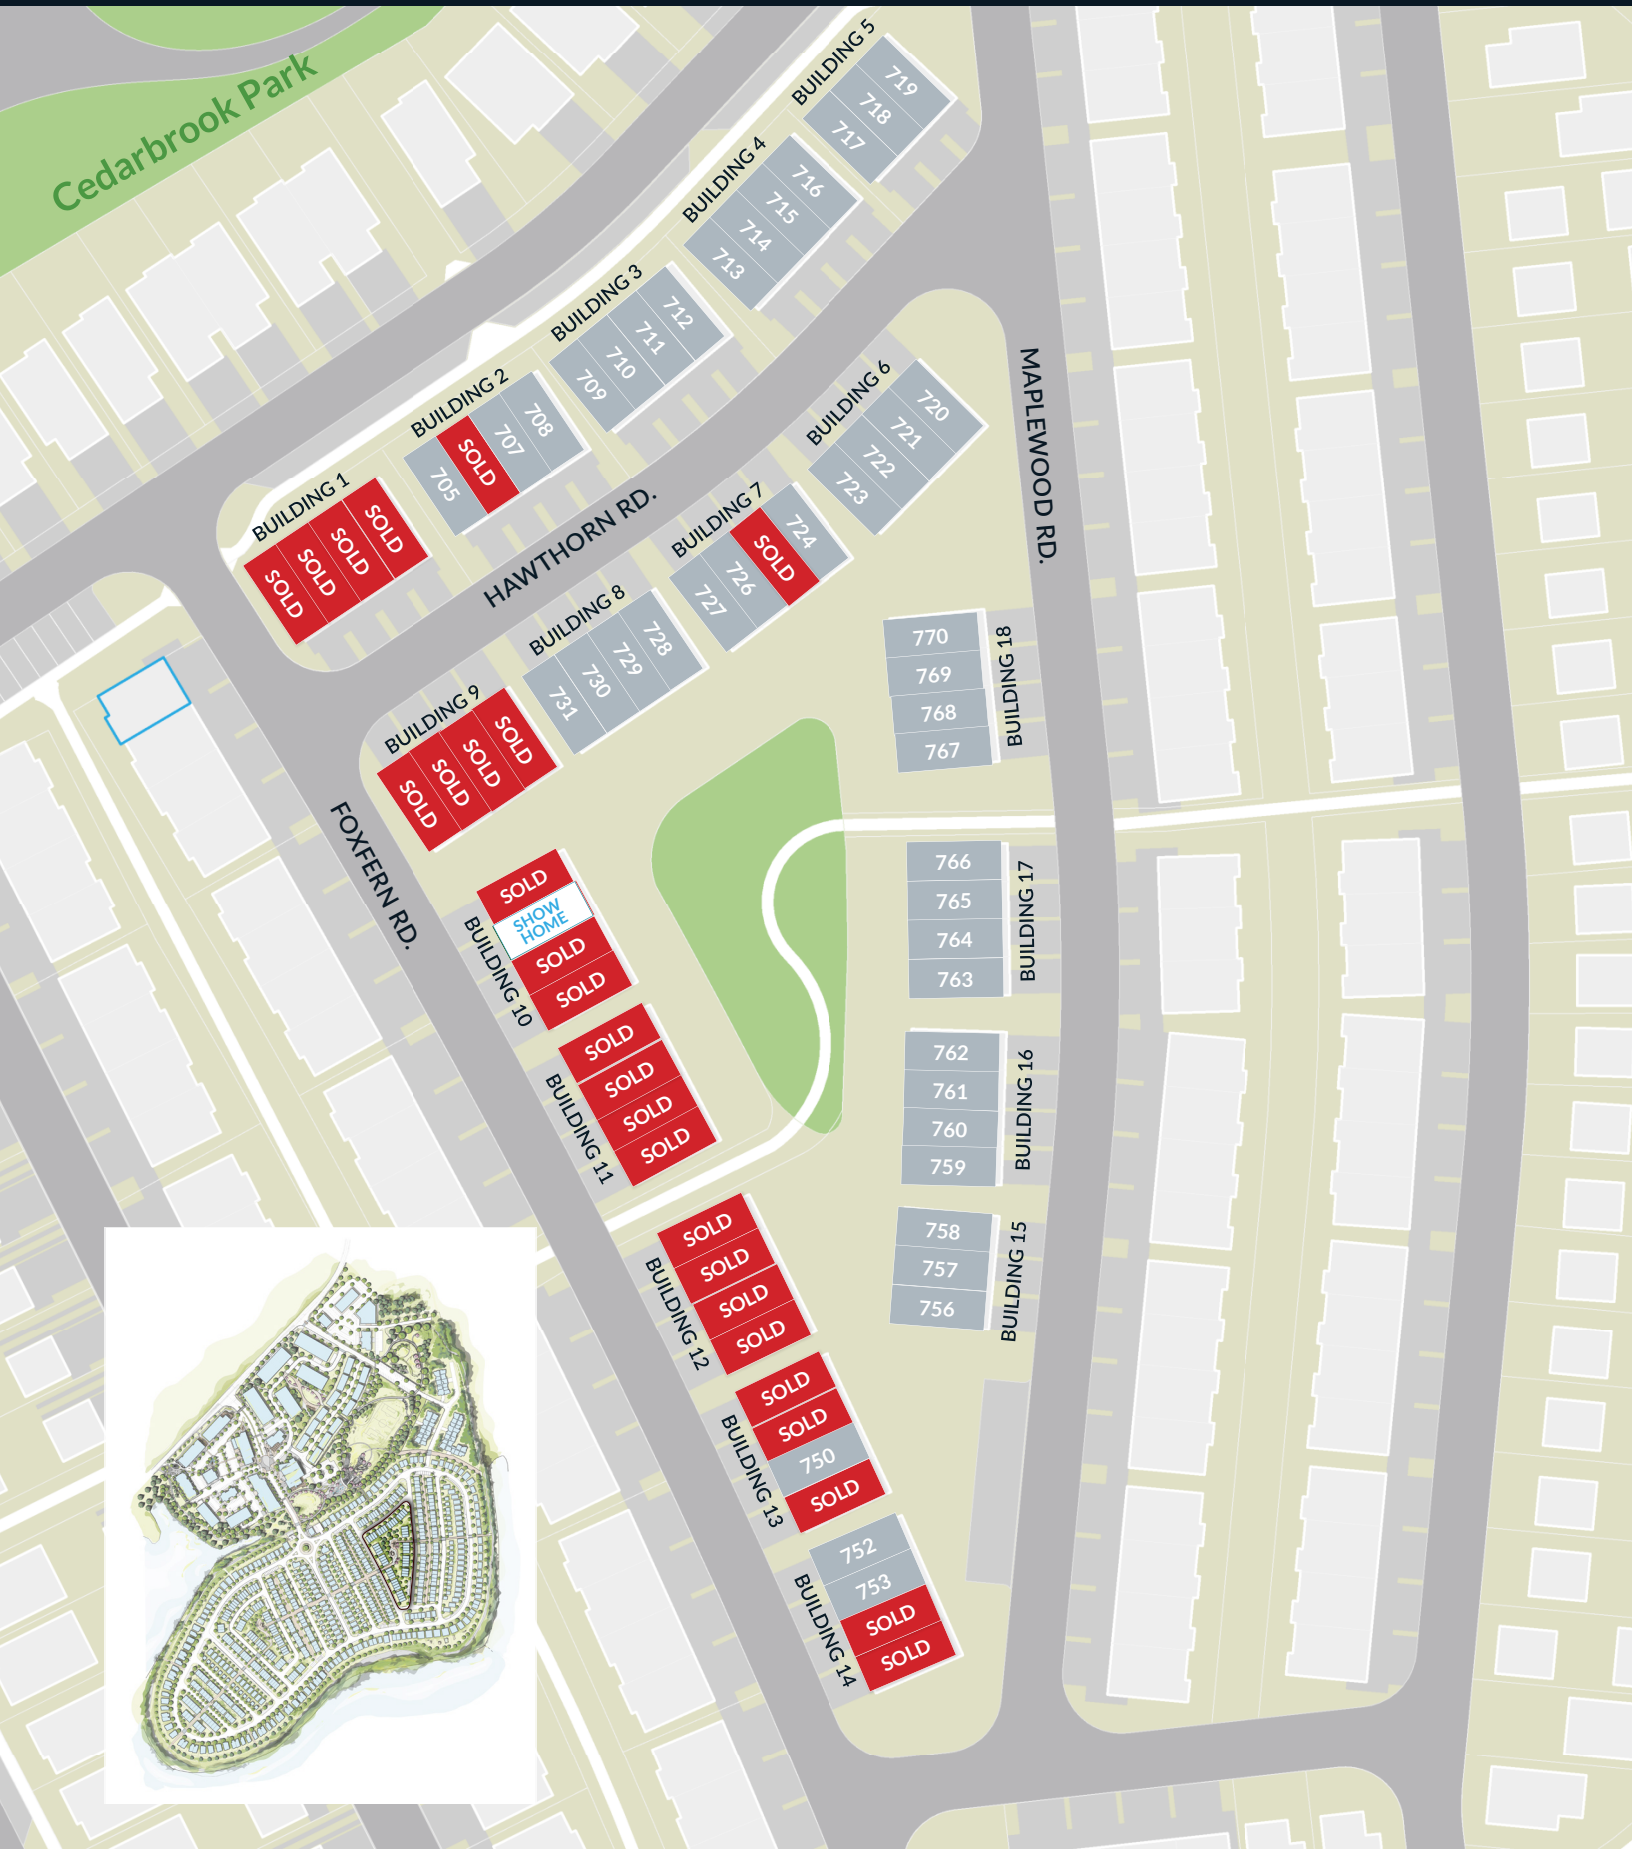 Cedarbrook Park
BUILDING 5
719
718
717
BUILDING 4
716
715
714
713
BUILDING 3
712
711
710
709
BUILDING 2
708
707
SOLD
705
BUILDING 1
SOLD
SOLD
SOLD
SOLD
HAWTHORN RD.
MAPLEWOOD RD.
BUILDING 6
720
721
722
723
BUILDING 7
724
SOLD
726
727
BUILDING 8
728
729
730
731
BUILDING 9
SOLD
SOLD
SOLD
SOLD
FOXFERN RD.
BUILDING 10
SOLD
SHOW
HOME
SOLD
SOLD
BUILDING 11
SOLD
SOLD
SOLD
SOLD
BUILDING 12
SOLD
SOLD
SOLD
SOLD
BUILDING 13
SOLD
SOLD
750
SOLD
BUILDING 14
752
753
SOLD
SOLD
BUILDING 18
770
769
768
767
BUILDING 17
766
765
764
763
BUILDING 16
762
761
760
759
BUILDING 15
758
757
756